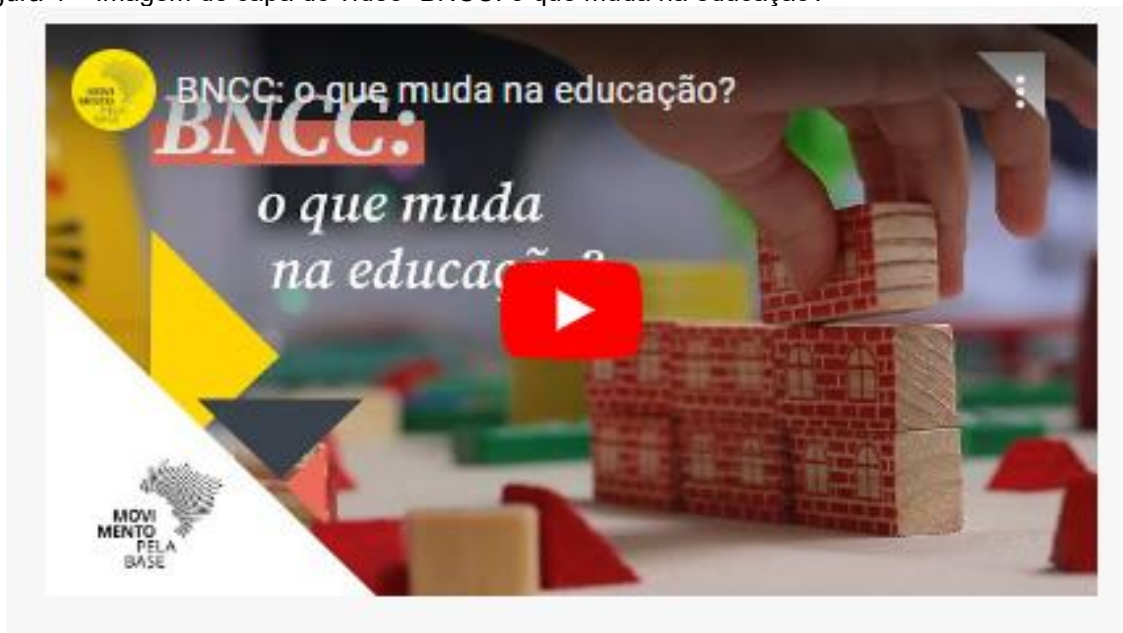 BNCC: o que muda na educação?
BNCC:
o que muda
na
MOVI
MENTO
PELA
BASE